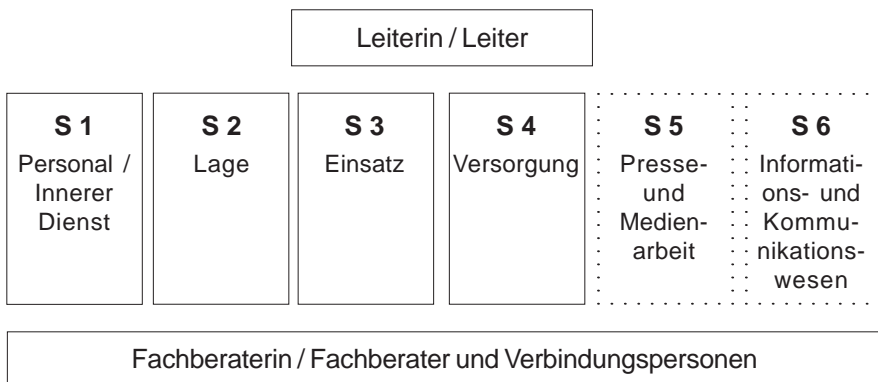 Leiterin / Leiter
S 1
Personal /
Innerer
Dienst
S 2
Lage
S 3
Einsatz
S 4
Versorgung
S 5
Presse-
und
Medien-
arbeit
S 6
Informati-
ons- und
Kommu-
nikations-
wesen
Fachberaterin / Fachberater und Verbindungspersonen